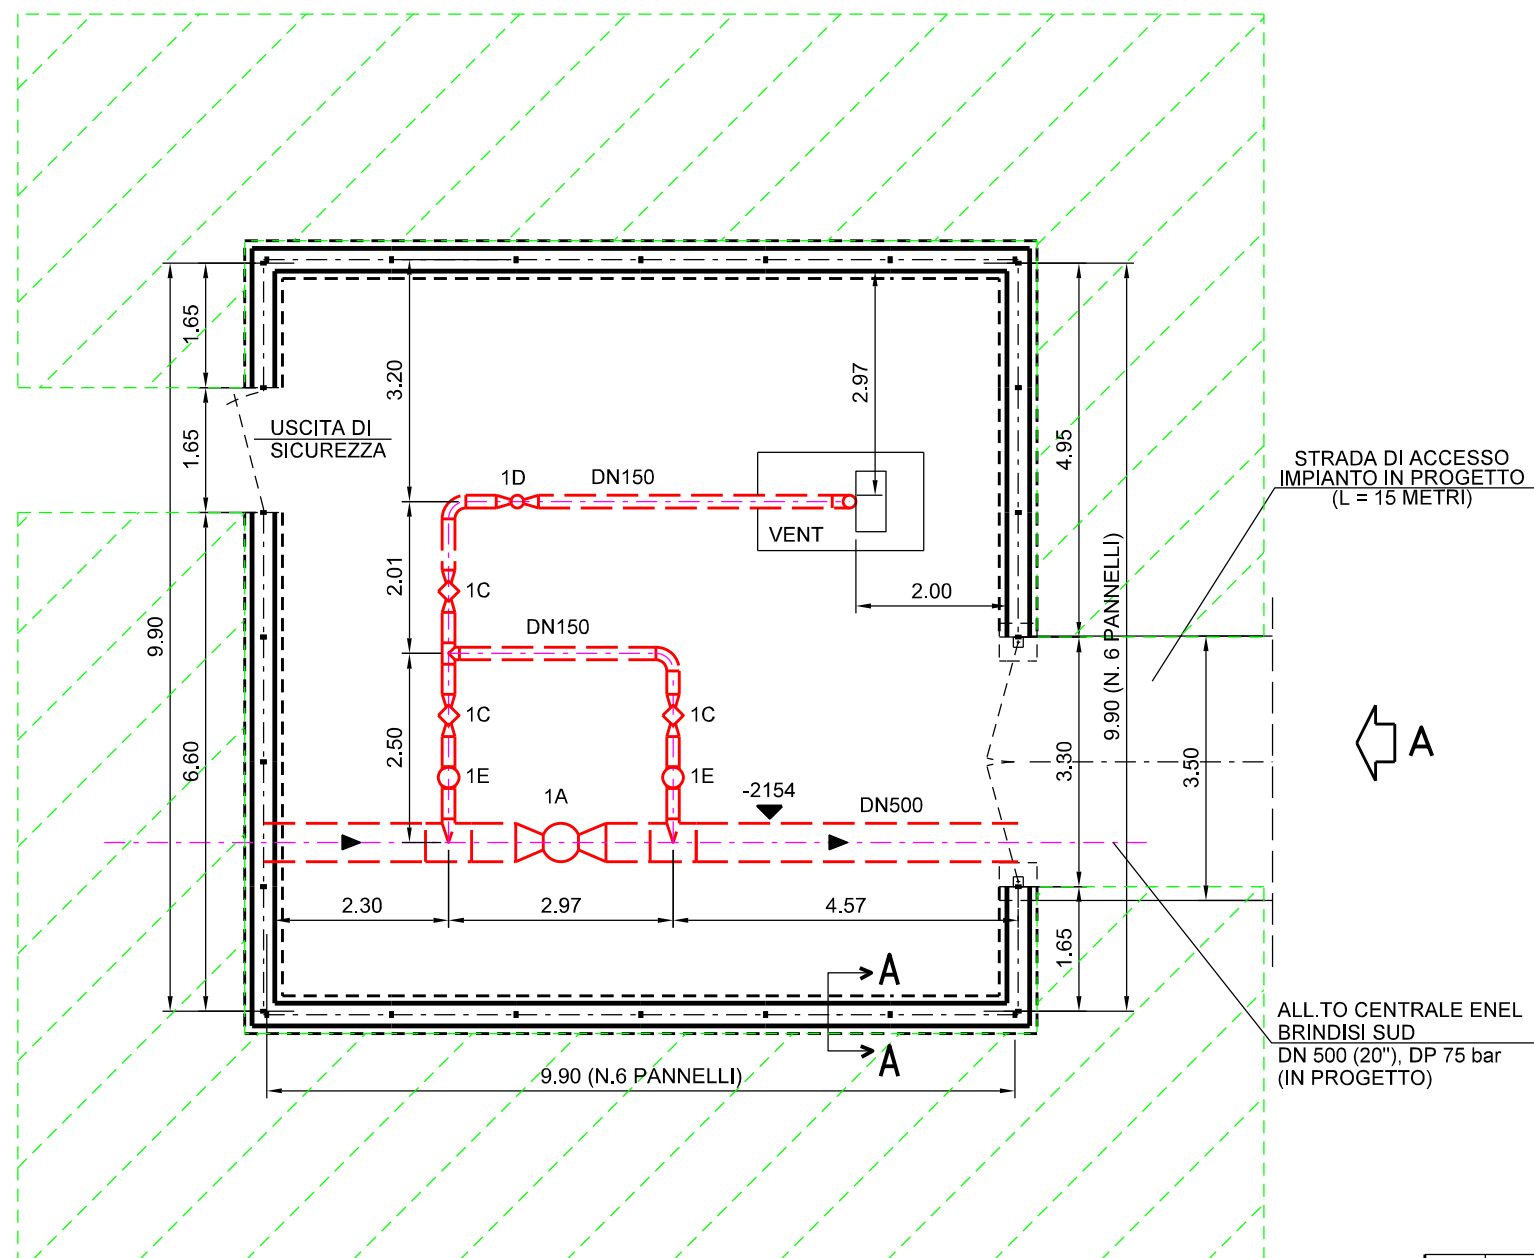 1.65
3.20
2.97
USCITA DI
SICUREZZA
1.65
4.95
STRADA DI ACCESSO
IMPIANTO IN PROGETTO
(L = 15 METRI)
1D
DN150
VENT
2.01
1C
2.00
9.90
DN150
9.90 (N. 6 PANNELLI)
6.60
2.50
1C
1C
3.30
3.50
A
1E
1E
1A
-2154
DN500
2.30
2.97
4.57
1.65
A
A
ALL.TO CENTRALE ENEL
BRINDISI SUD
DN 500 (20"), DP 75 bar
(IN PROGETTO)
9.90 (N.6 PANNELLI)